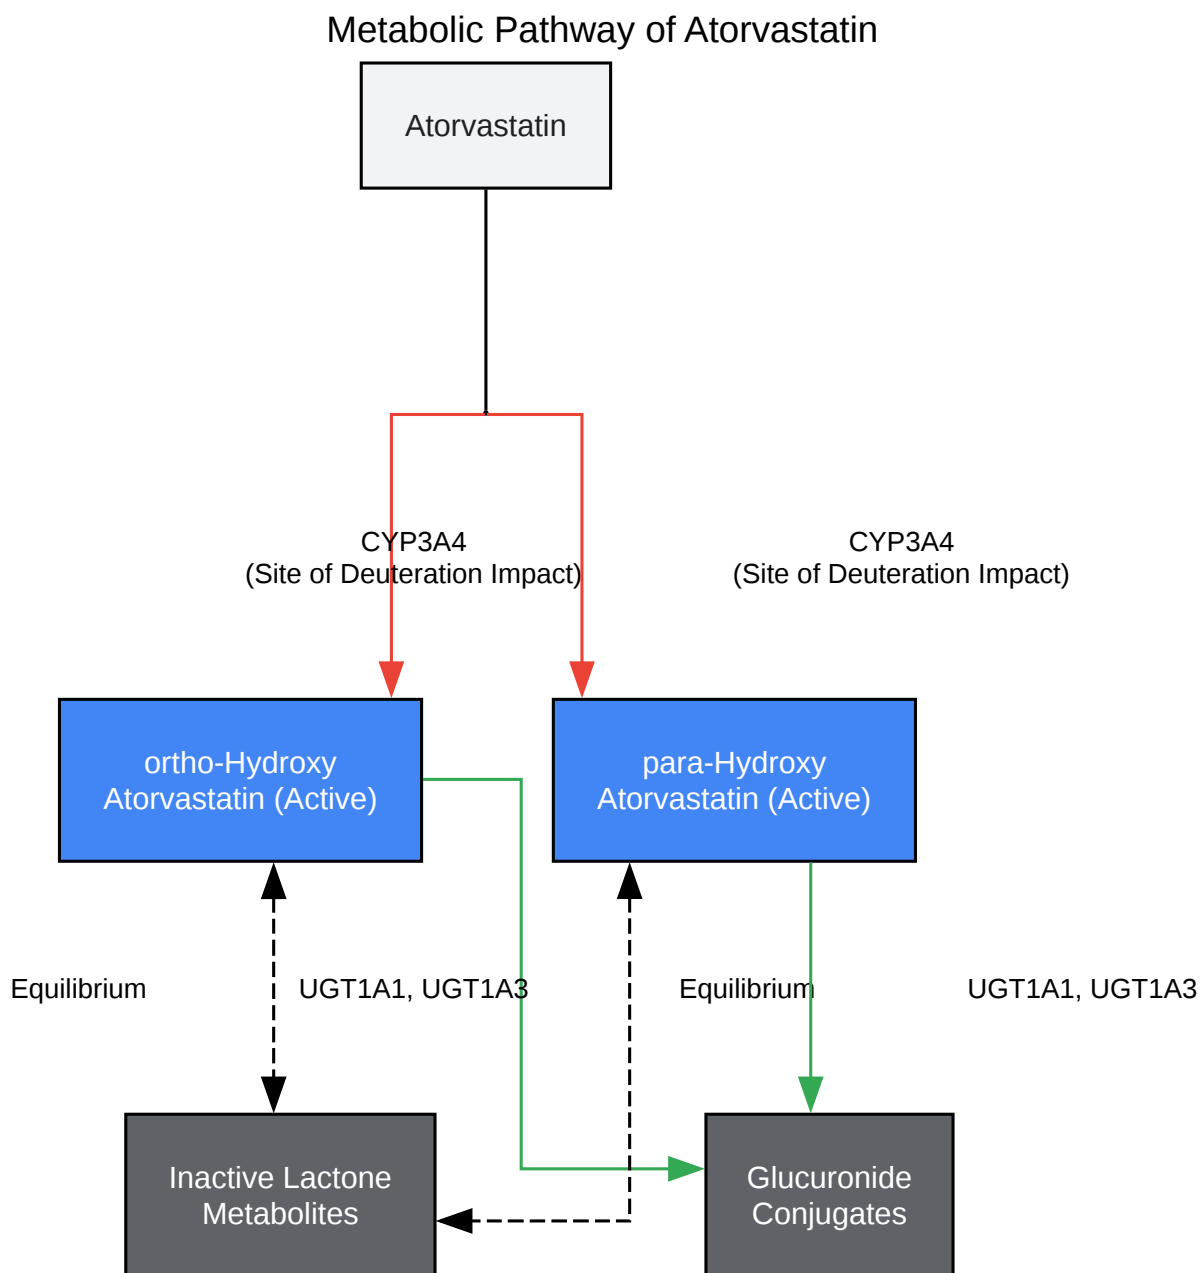 Metabolic Pathway of Atorvastatin
Atorvastatin
CYP3A4
(Site of Deuteration Impact)
CYP3A4
(Site of Deuteration Impact)
ortho-Hydroxy
Atorvastatin (Active)
para-Hydroxy
Atorvastatin (Active)
Equilibrium
UGT1A1, UGT1A3
Equilibrium
UGT1A1, UGT1A3
Inactive Lactone
Metabolites
Glucuronide
Conjugates